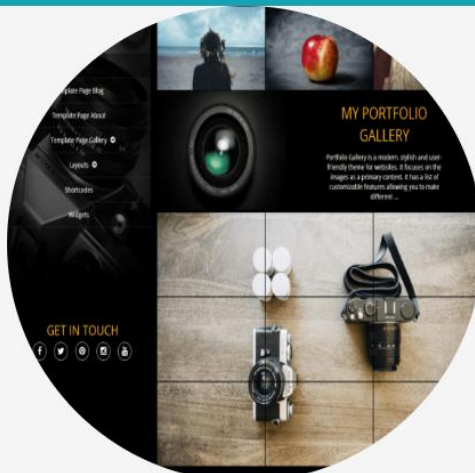 Template Page Blog
Template Page About
Template Page Gallery
Layouts
Shortcodes
Widgets
GET IN TOUCH
MY PORTFOLIO
GALLERY
Portfolio Gallery is a modern, stylish and user-
friendly theme for websites. It focuses on the
images as a primary content. It has a list of
customizable features allowing you to make
different ...